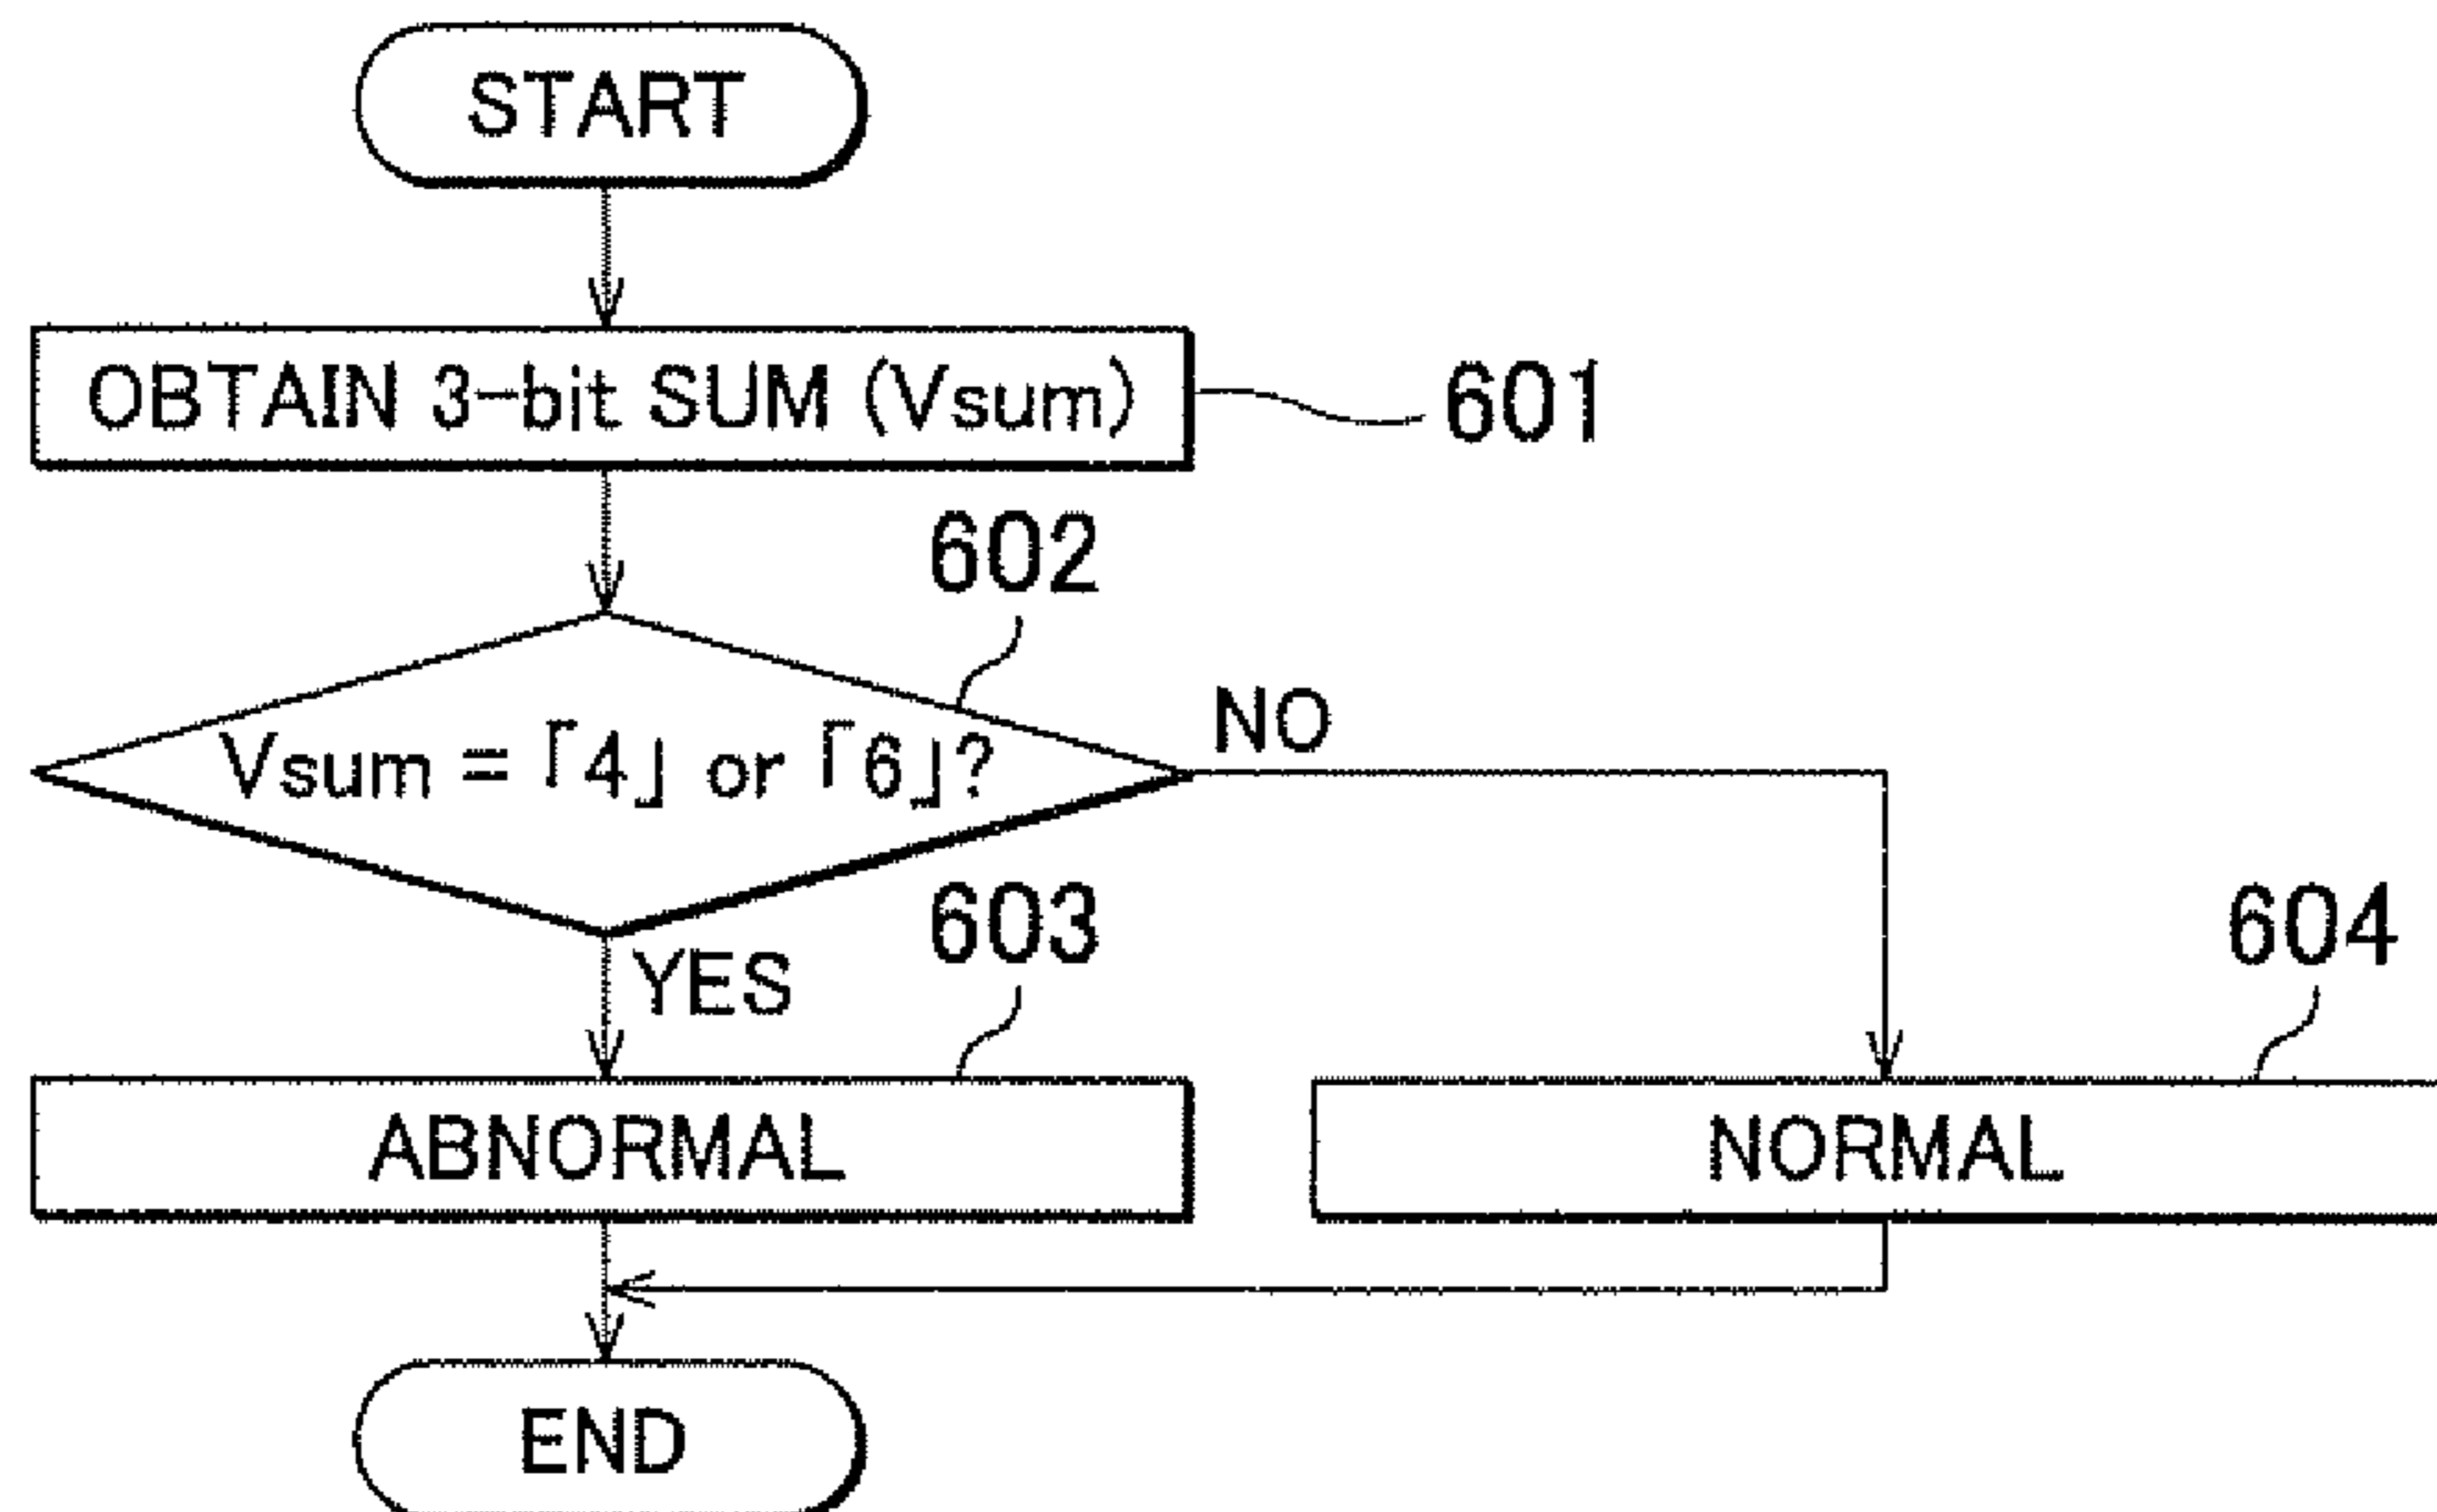 START
OBTAIN 3-bit SUM (Vsum)
601
602
Vsum = 「4」 or 「6」?
NO
YES
603
604
ABNORMAL
NORMAL
END